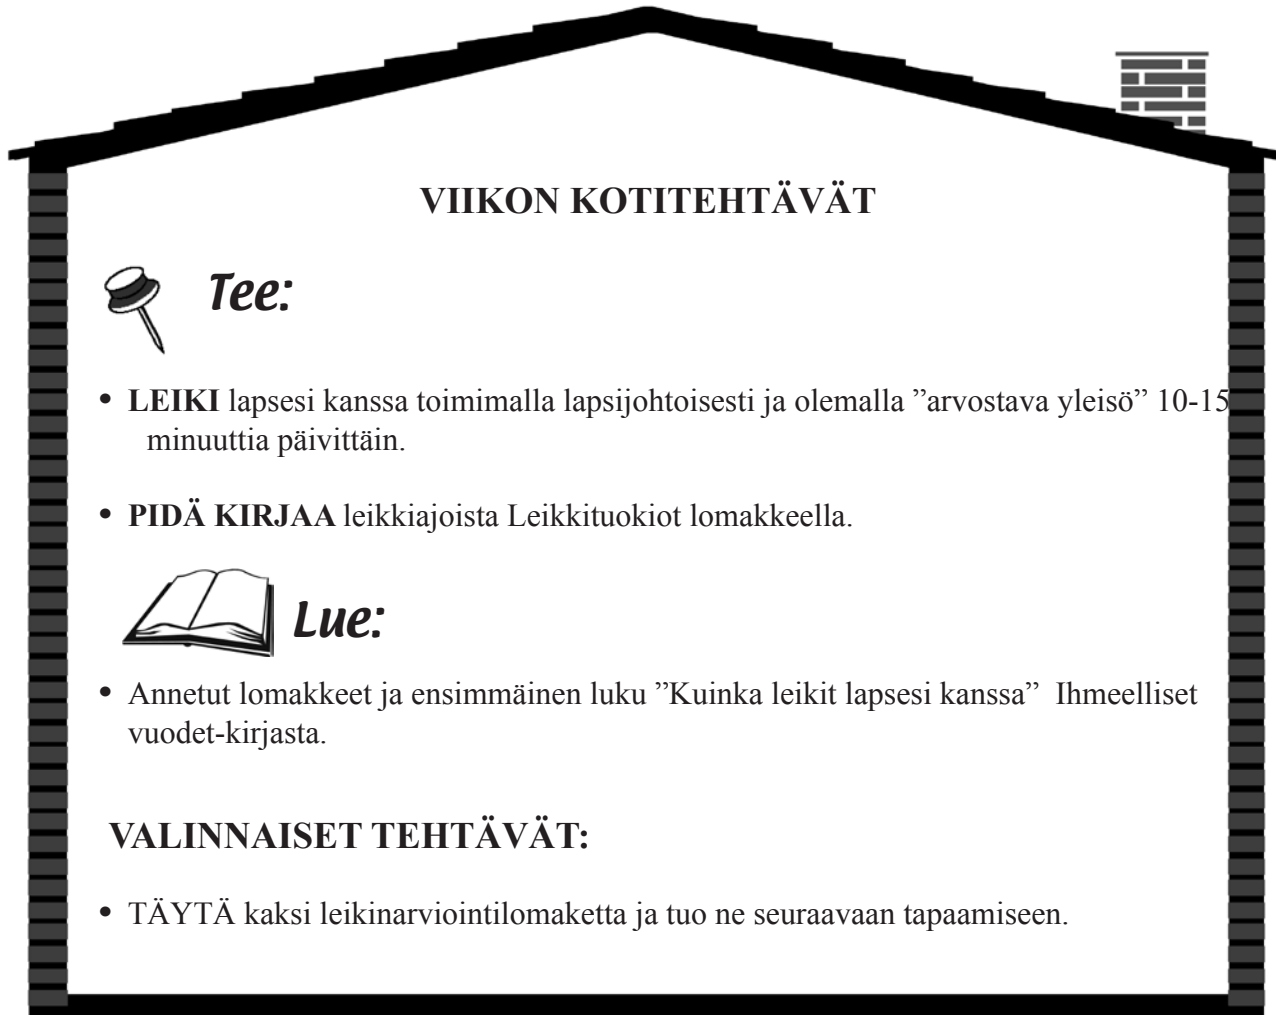 VIIKON KOTITEHTÄVÄT
Tee:
• LEIKI lapsesi kanssa toimimalla lapsijohtoisesti ja olemalla ”arvostava yleisö” 10-15
minuuttia päivittäin.
• PIDÄ KIRJAA leikkiajoista Leikkituokiot lomakkeella.
Lue:
• Annetut lomakkeet ja ensimmäinen luku ”Kuinka leikit lapsesi kanssa” Ihmeelliset
vuodet-kirjasta.
VALINNAISET TEHTÄVÄT:
• TÄYTÄ kaksi leikinarviointilomaketta ja tuo ne seuraavaan tapaamiseen.